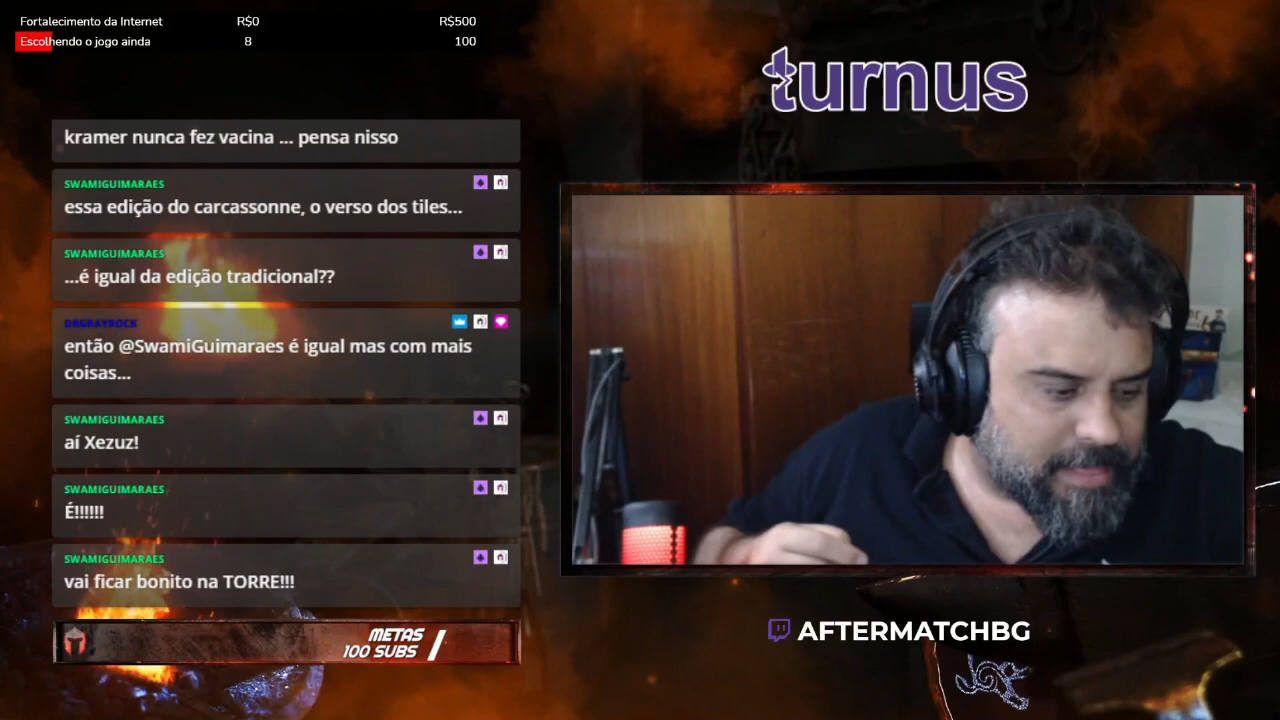 Fortalecimento da Internet R$0 R$500
Escolhendo o jogo ainda 8 100
turnus
kramer nunca fez vacina ... pensa nisso
SWAMIGUIMARAES
essa edição do carcassonne, o verso dos tiles...
SWAMIGUIMARAES
...é igual da edição tradicional??
DRGRAYROCK
então @SwamiGuimaraes é igual mas com mais
coisas...
SWAMIGUIMARAES
aí Xezuz!
SWAMIGUIMARAES
É!!!!!!
SWAMIGUIMARAES
vai ficar bonito na TORRE!!!
METAS
100 SUBS
AFTERMATCHBG